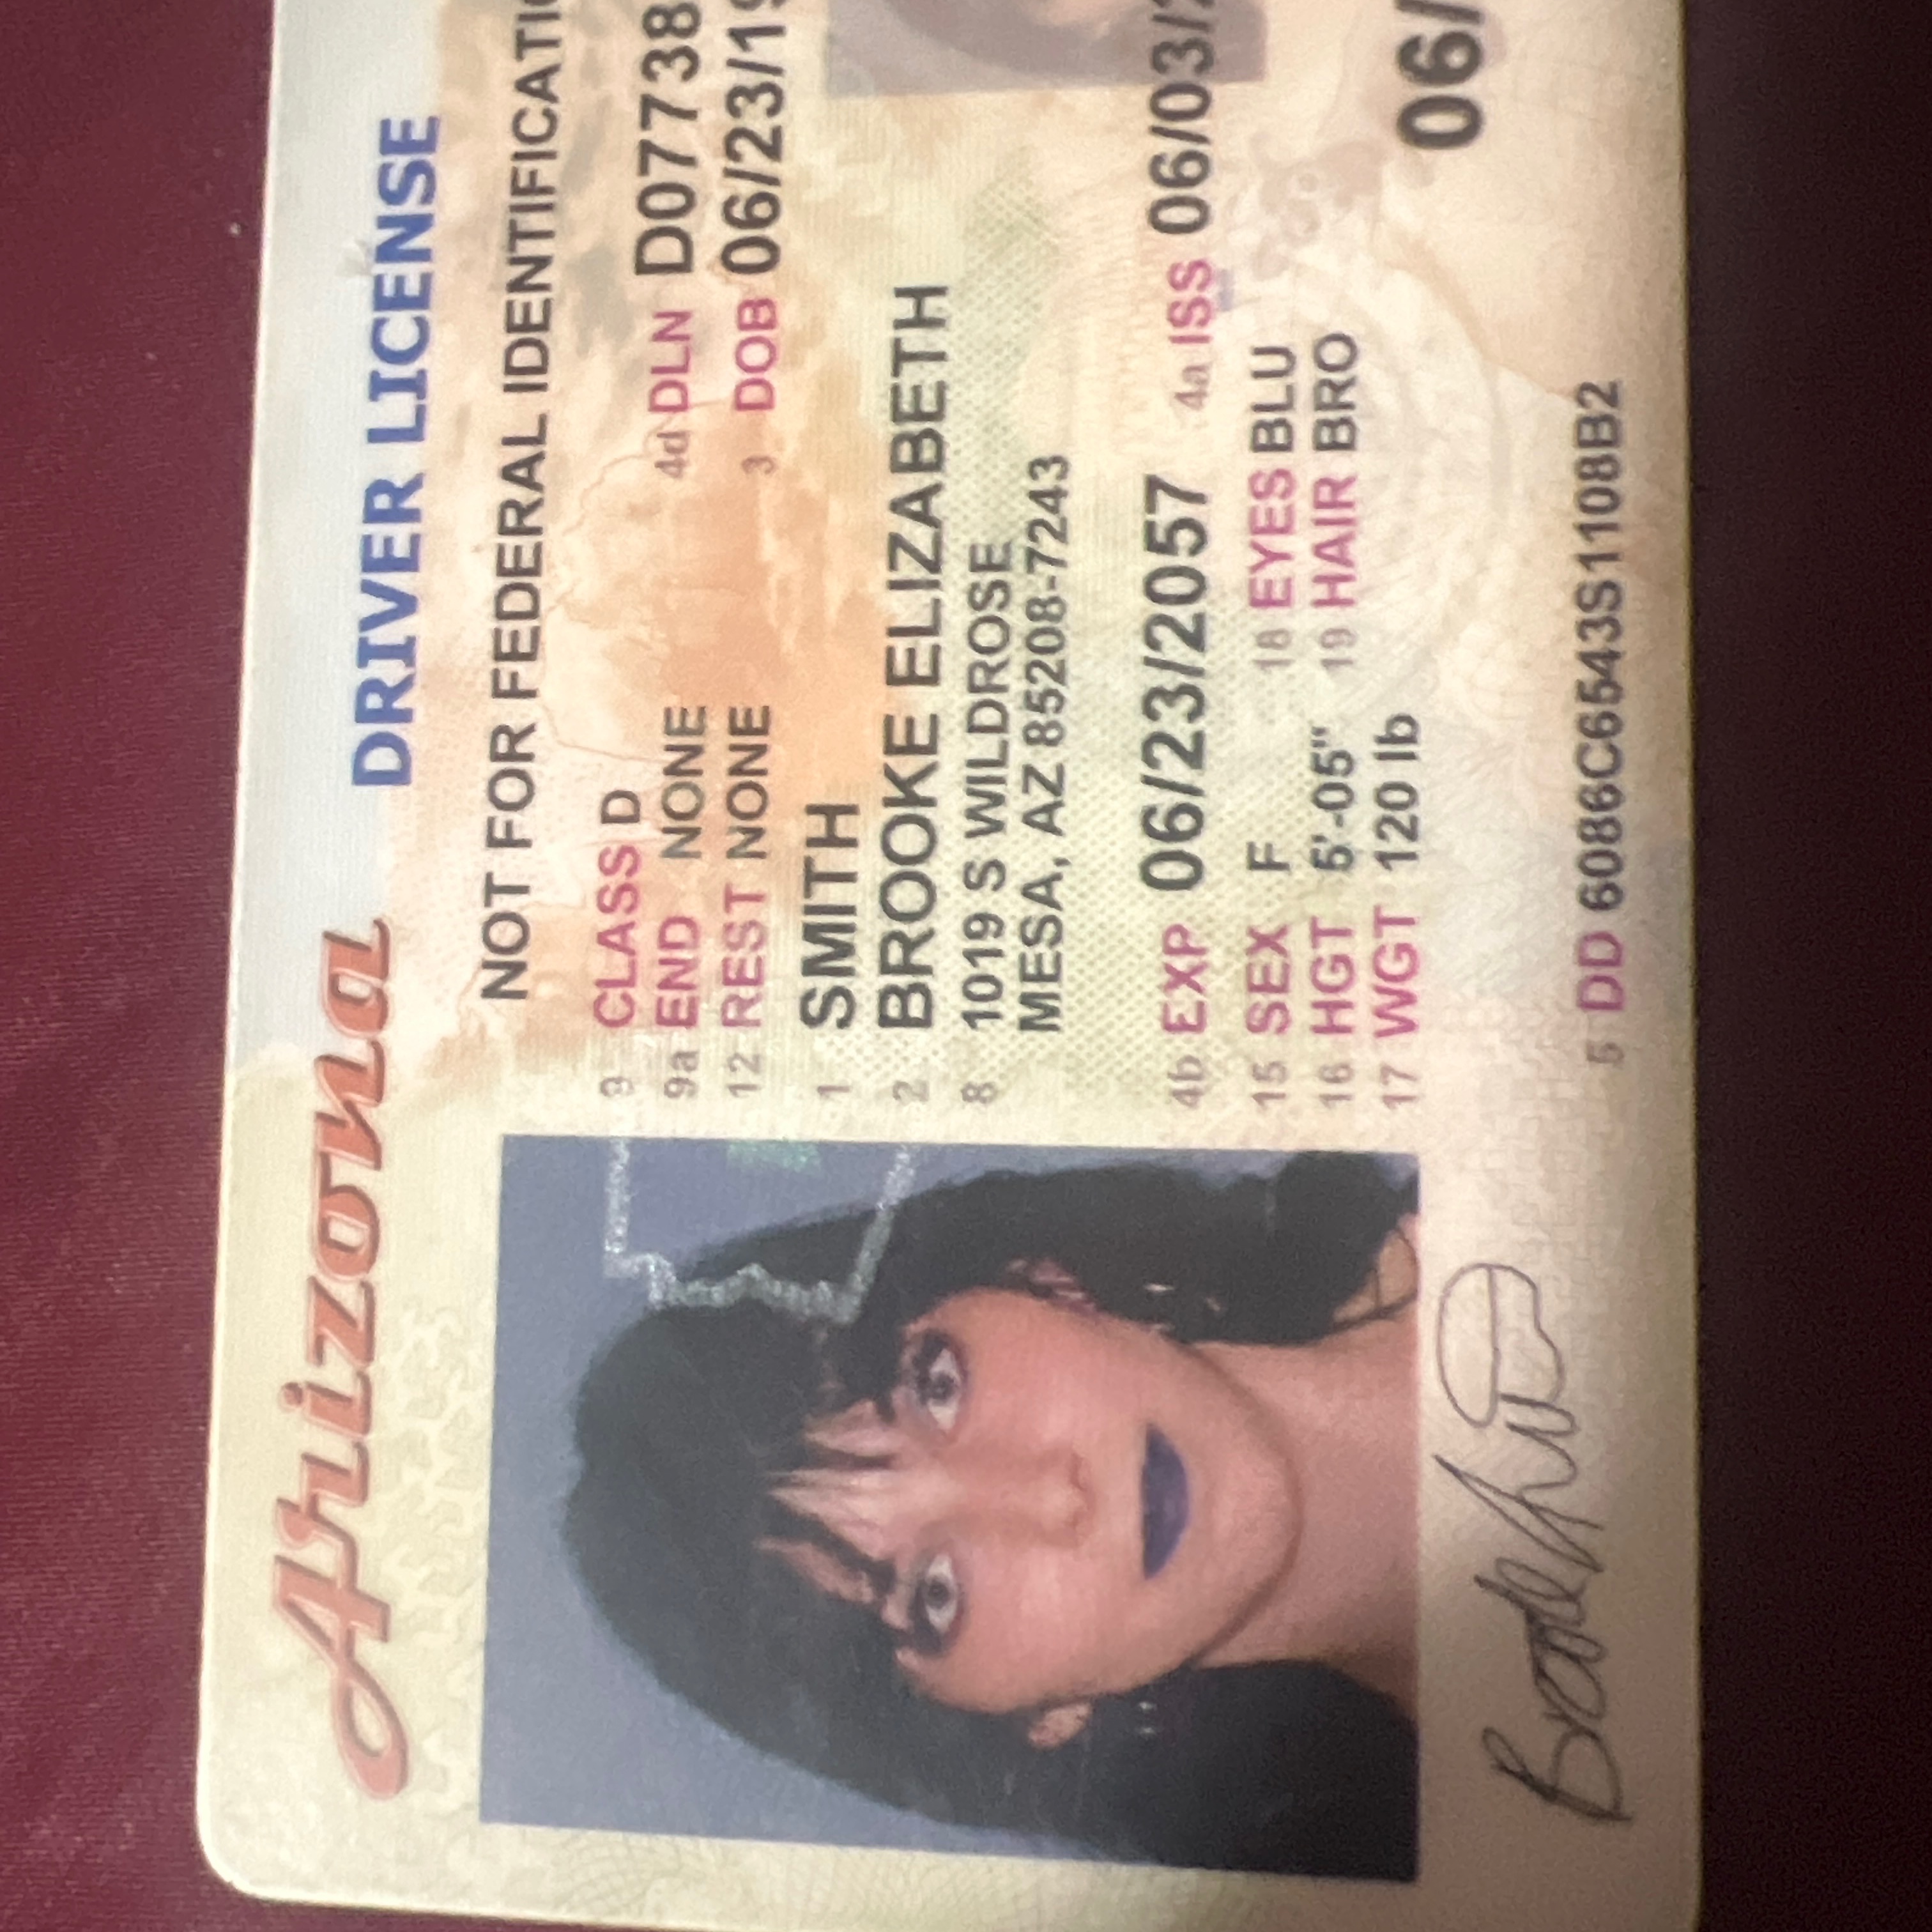 Arizona DRIVER LICENSE
NOT FOR FEDERAL IDENTIFICATI
9 CLASS D 4d DLN D07738
9a END NONE 3 DOB 06/23/19
12 REST NONE
1 SMITH
2 BROOKE ELIZABETH
8 1019 S WILDROSE
MESA, AZ 85208-7243
4b EXP 06/23/2057 4a ISS 06/03/2
15 SEX F 18 EYES BLU
16 HGT 5'-05" 19 HAIR BRO
17 WGT 120 lb
06/
5 DD 6086C6543S1108B2